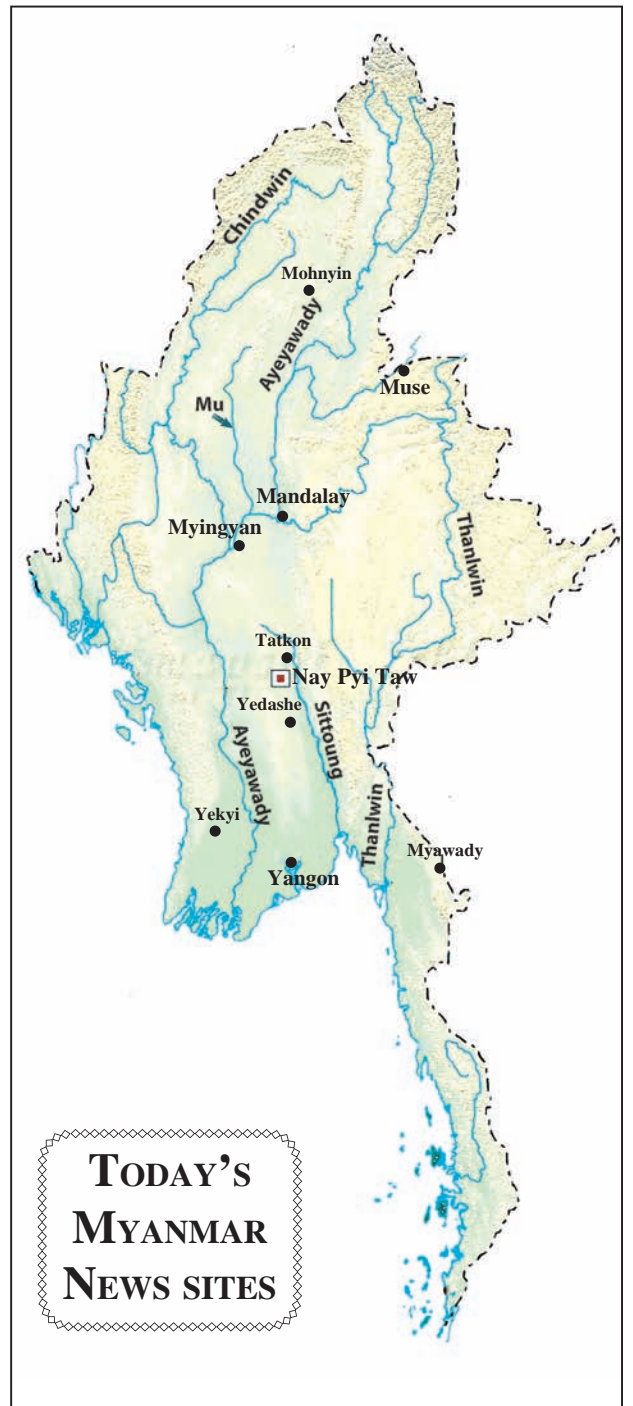 Chindwin
Mohnyin
Ayeyawady
Muse
Mu
Mandalay
Myingyan
Thanlwin
Tatkon
Nay Pyi Taw
Yedashe
Sittoung
Ayeyawady
Thanlwin
Yekyi
Myawady
Yangon
TODAY'S
MYANMAR
NEWS SITES